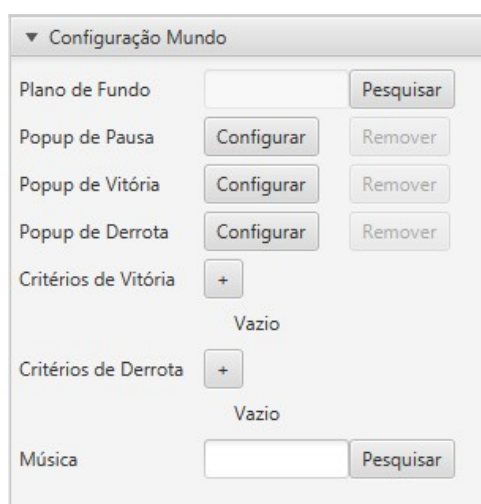 Configuração Mundo
Plano de Fundo Pesquisar
Popup de Pausa Configurar Remover
Popup de Vitória Configurar Remover
Popup de Derrota Configurar Remover
Critérios de Vitória +
Vazio
Critérios de Derrota +
Vazio
Música Pesquisar